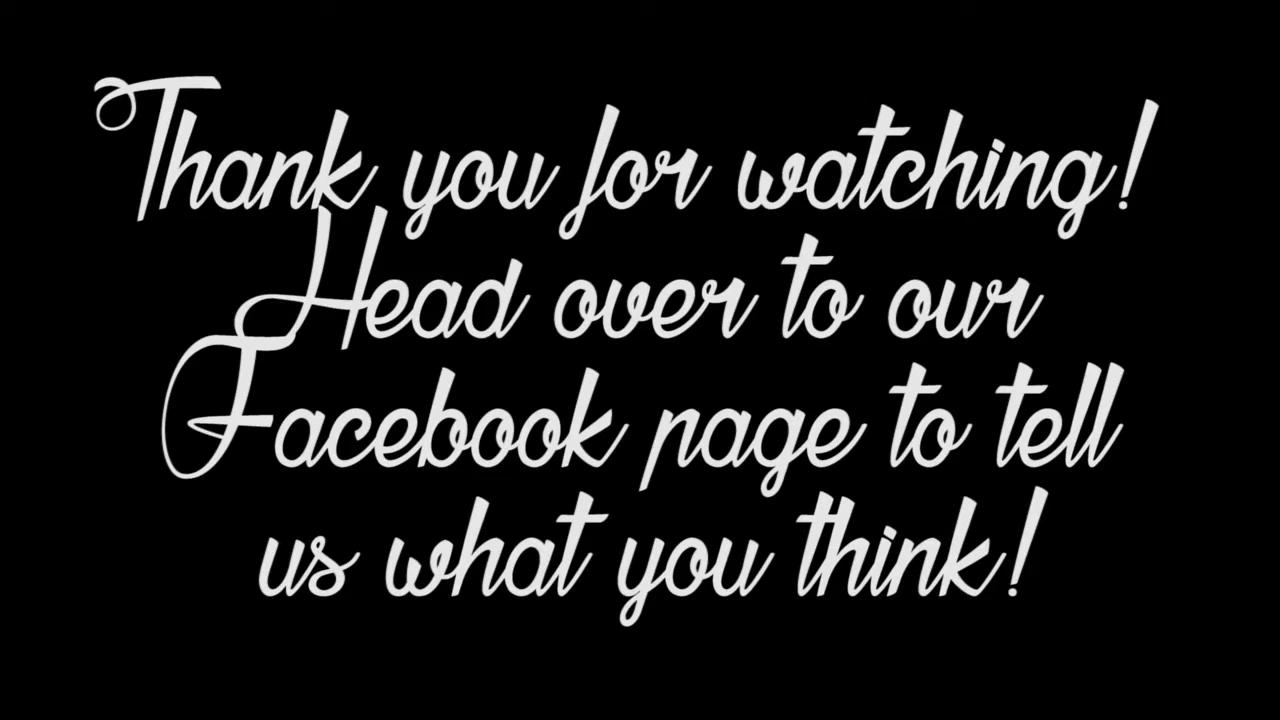 Thank you for watching!
Head over to our
Facebook page to tell
us what you think!